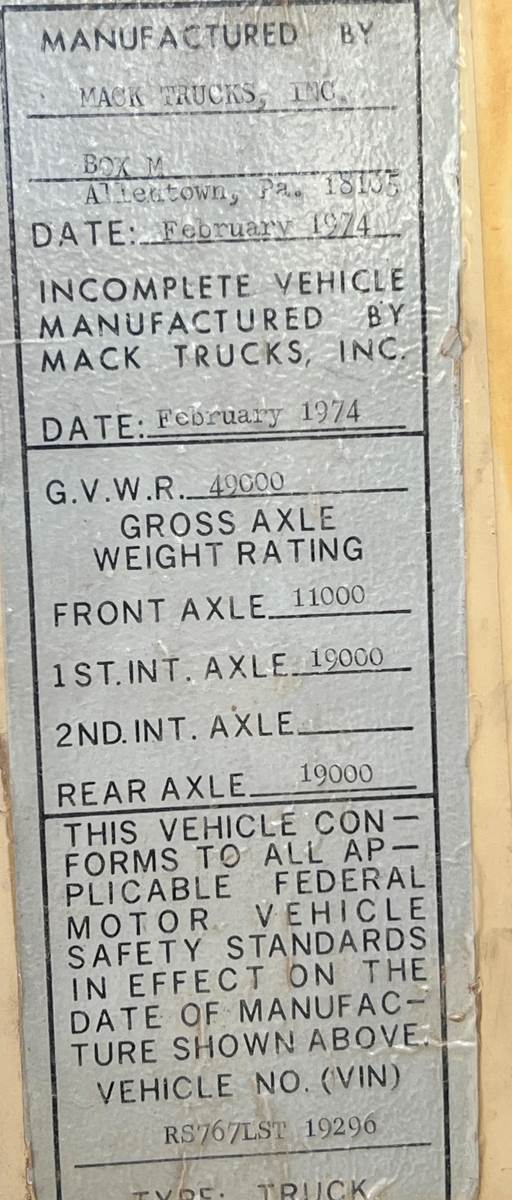 MANUFACTURED BY
MACK TRUCKS, INC.
BOX M
Allentown, Pa. 18135
DATE: February 1974
INCOMPLETE VEHICLE
MANUFACTURED BY
MACK TRUCKS, INC.
DATE: February 1974
G.V.W.R. 49000
GROSS AXLE
WEIGHT RATING
FRONT AXLE 11000
1ST. INT. AXLE 19000
2ND. INT. AXLE
REAR AXLE 19000
THIS VEHICLE CON-
FORMS TO ALL AP-
PLICABLE FEDERAL
MOTOR VEHICLE
SAFETY STANDARDS
IN EFFECT ON THE
DATE OF MANUFAC-
TURE SHOWN ABOVE.
VEHICLE NO. (VIN)
RS767LST 19296
TYPE: TRUCK